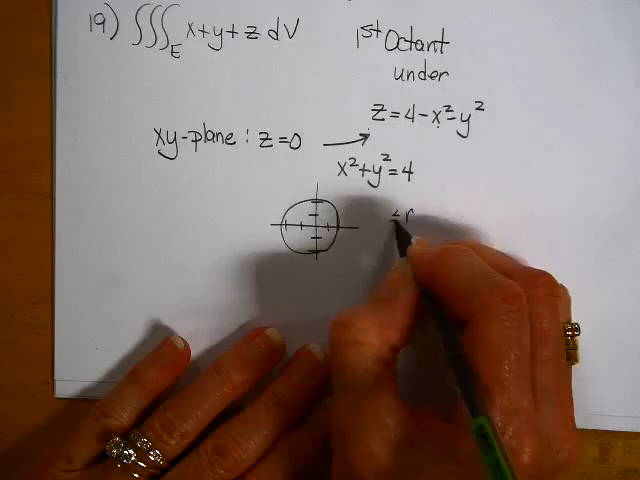 19) ∭_E x+y+z dV
1st Octant
under
z=4-x²-y²
xy-plane : z=0 →
x²+y²=4
≤r